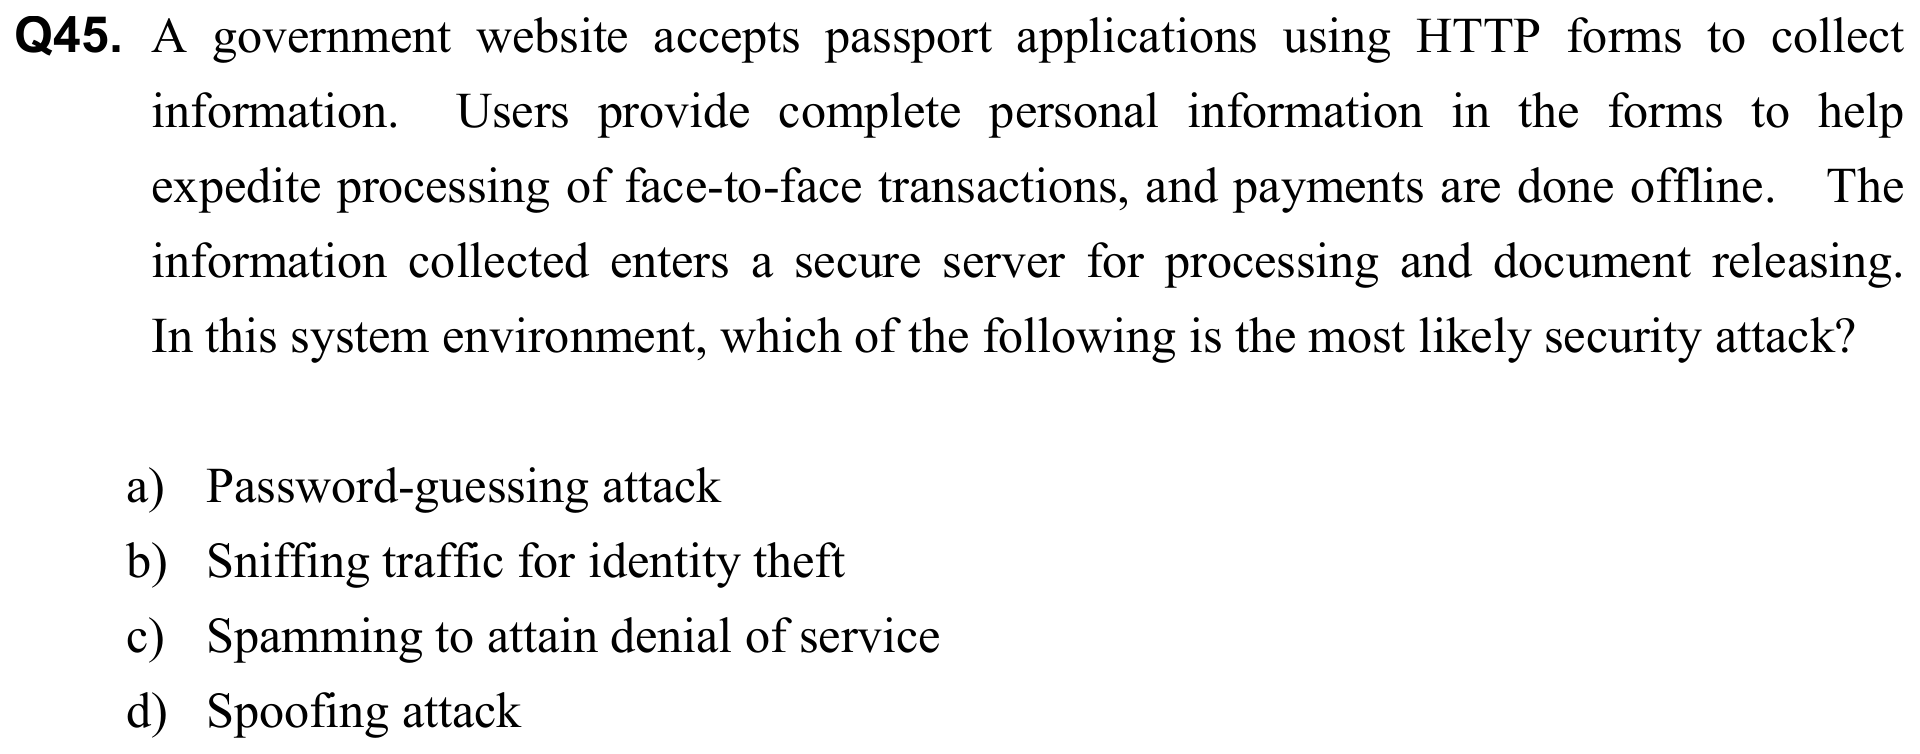 Q45. A government website accepts passport applications using HTTP forms to collect
information. Users provide complete personal information in the forms to help
expedite processing of face-to-face transactions, and payments are done offline. The
information collected enters a secure server for processing and document releasing.
In this system environment, which of the following is the most likely security attack?
a) Password-guessing attack
b) Sniffing traffic for identity theft
c) Spamming to attain denial of service
d) Spoofing attack